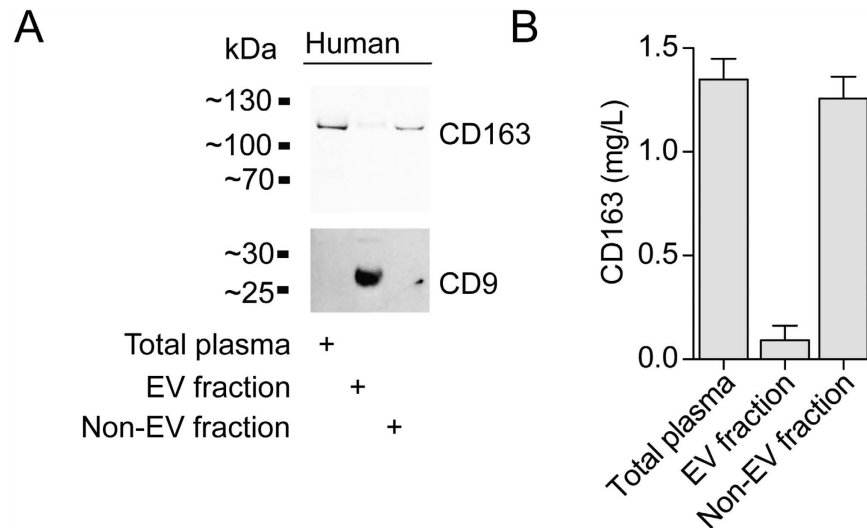 A
kDa
Human
~130
~100
~70
CD163
~30
~25
CD9
Total plasma +
EV fraction +
Non-EV fraction +
B
CD163 (mg/L)
1.5
1.0
0.5
0.0
Total plasma
EV fraction
Non-EV fraction